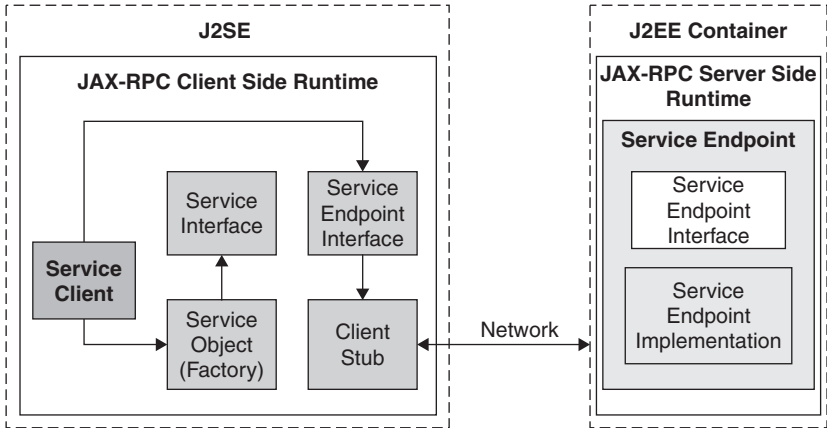 J2SE
JAX-RPC Client Side Runtime
Service
Interface
Service
Endpoint
Interface
Service
Client
Service
Object
(Factory)
Client
Stub
Network
J2EE Container
JAX-RPC Server Side
Runtime
Service Endpoint
Service
Endpoint
Interface
Service
Endpoint
Implementation